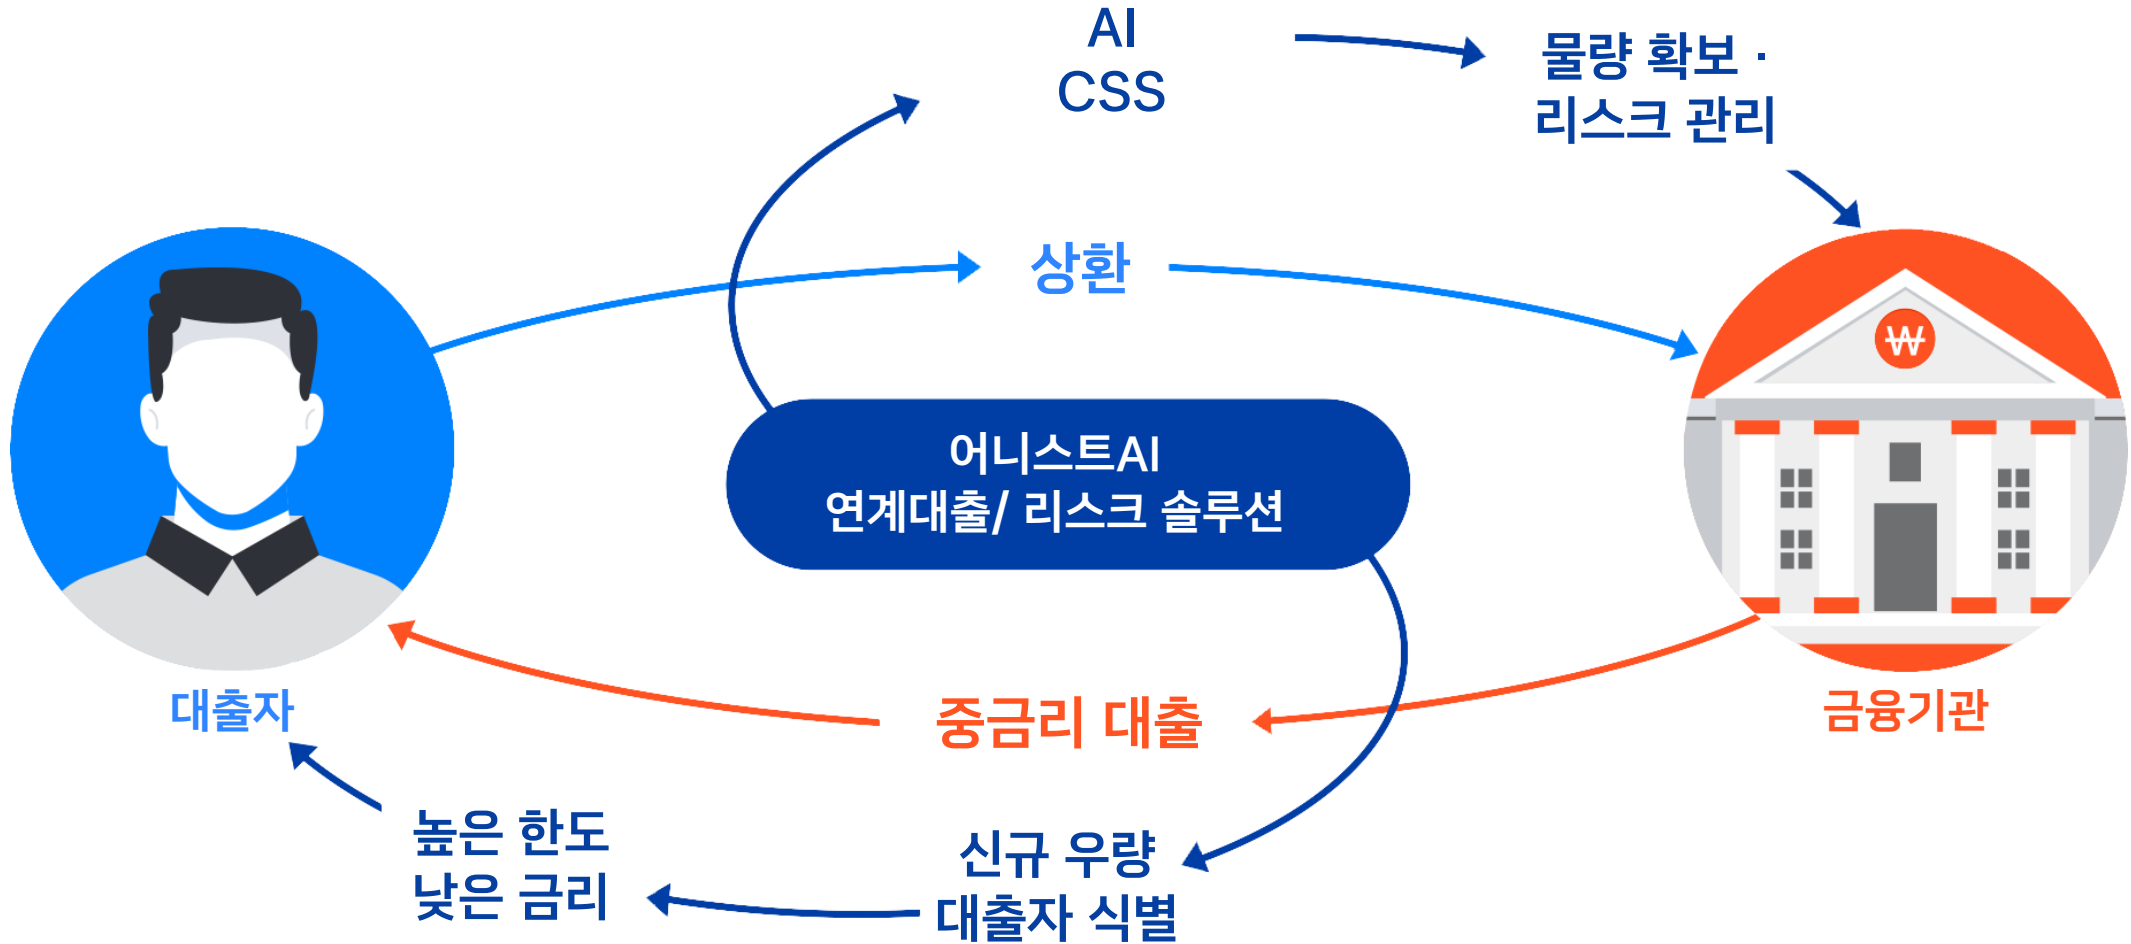 AI
CSS
물량 확보 ·
리스크 관리
상환
₩
어니스트AI
연계대출/ 리스크 솔루션
대출자
중금리 대출
금융기관
높은 한도
낮은 금리
신규 우량
대출자 식별